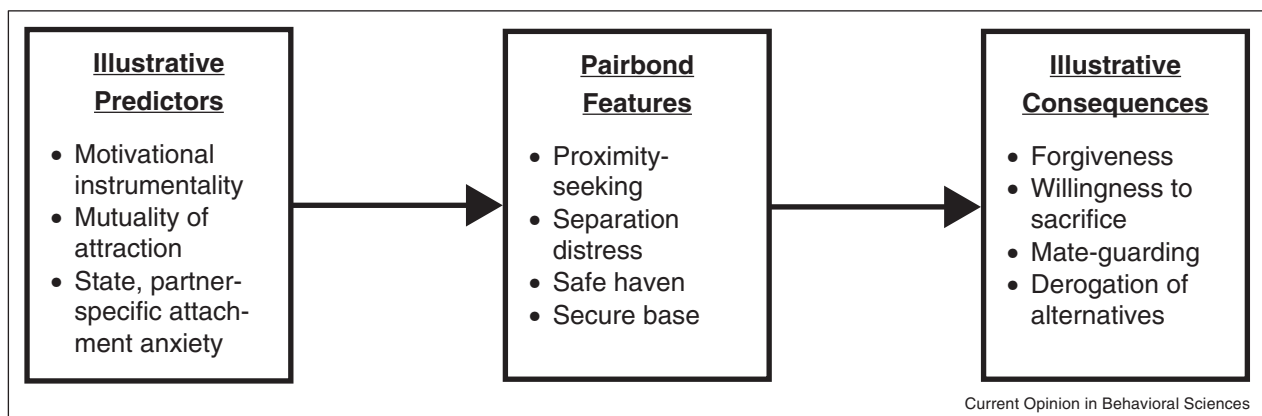 Illustrative
Predictors
• Motivational
instrumentality
• Mutuality of
attraction
• State, partner-
specific attach-
ment anxiety
Pairbond
Features
• Proximity-
seeking
• Separation
distress
• Safe haven
• Secure base
Illustrative
Consequences
• Forgiveness
• Willingness to
sacrifice
• Mate-guarding
• Derogation of
alternatives
Current Opinion in Behavioral Sciences